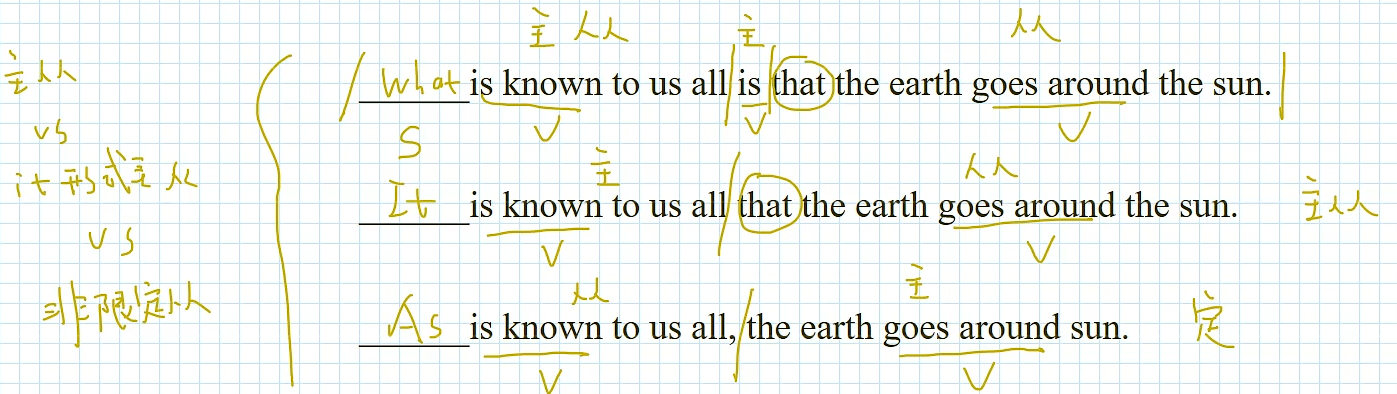 主从 主 从
主从 What is known to us all is that the earth goes around the sun.
vs V V V
S
it形式主从 主 从
It is known to us all that the earth goes around the sun. 主从
vs V V
从 主
非限定从 As is known to us all, the earth goes around sun. 定
V V